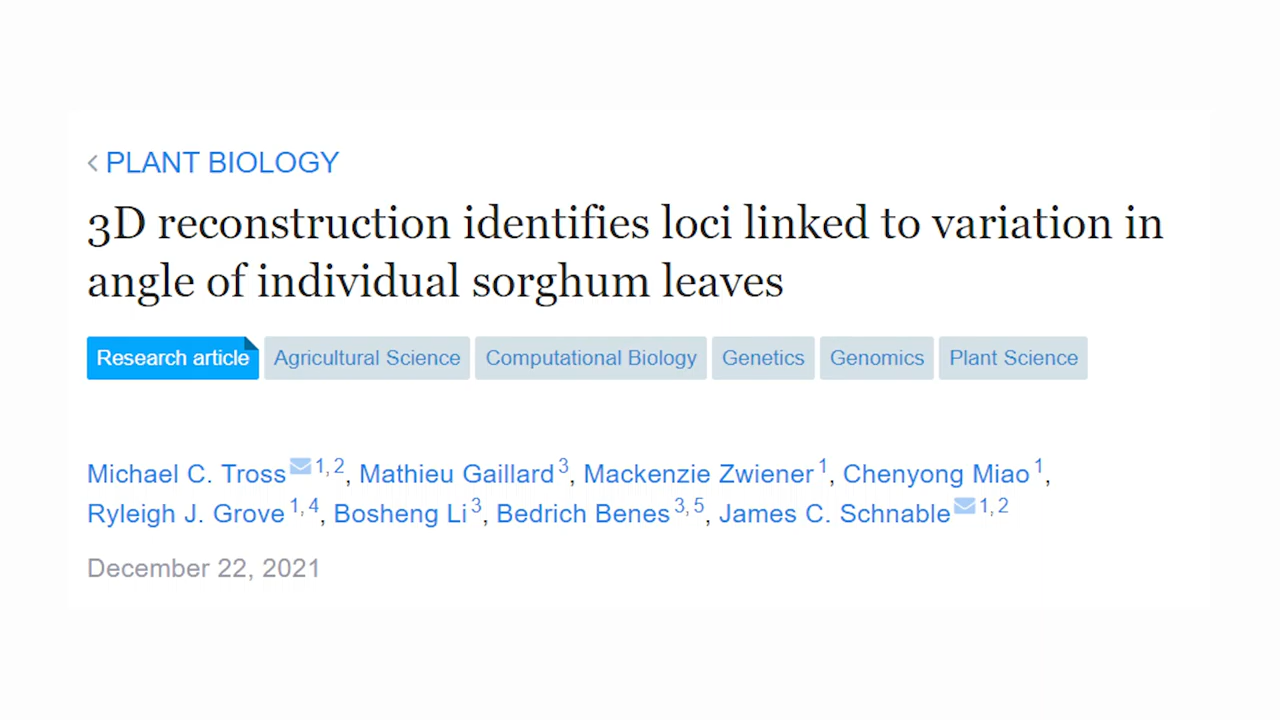 < PLANT BIOLOGY
3D reconstruction identifies loci linked to variation in
angle of individual sorghum leaves
Research article Agricultural Science Computational Biology Genetics Genomics Plant Science
Michael C. Tross 1, 2, Mathieu Gaillard 3, Mackenzie Zwiener 1, Chenyong Miao 1,
Ryleigh J. Grove 1, 4, Bosheng Li 3, Bedrich Benes 3, 5, James C. Schnable 1, 2
December 22, 2021